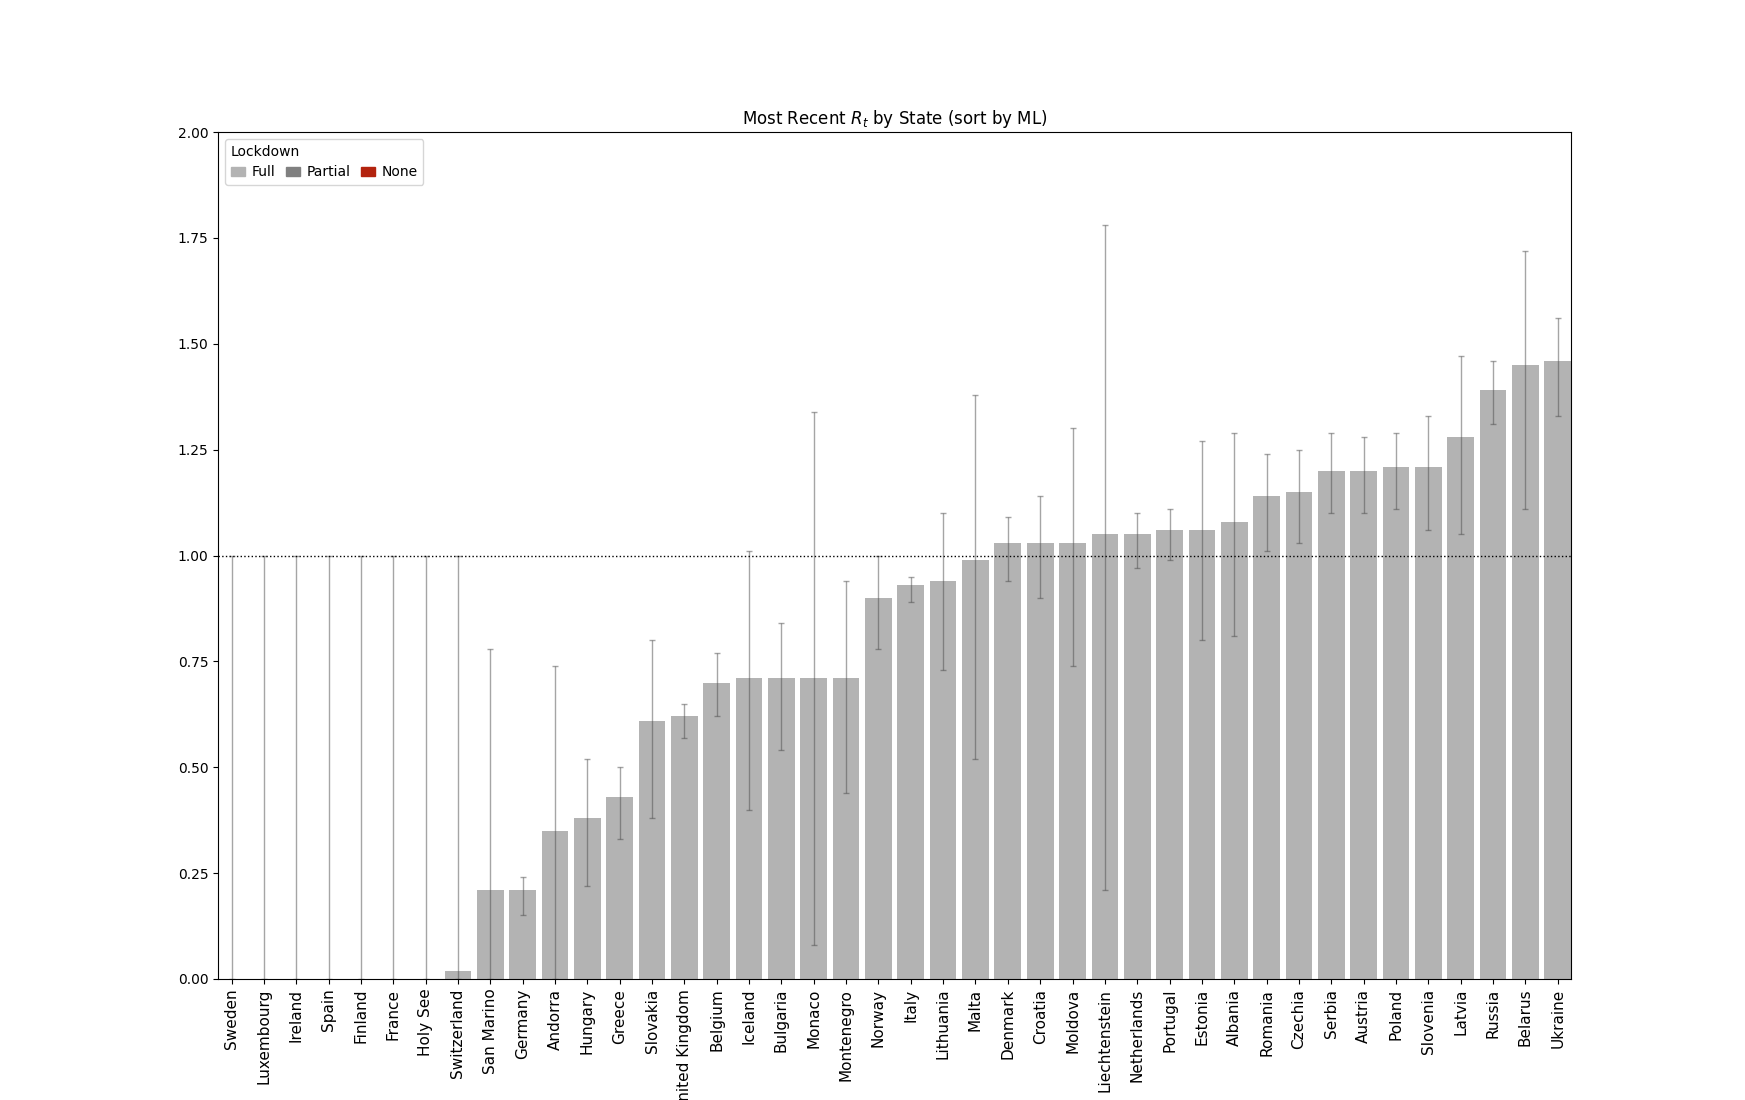 Most Recent R_t by State (sort by ML)
Lockdown
Full Partial None
2.00
1.75
1.50
1.25
1.00
0.75
0.50
0.25
0.00
Sweden
Luxembourg
Ireland
Spain
Finland
France
Holy See
Switzerland
San Marino
Germany
Andorra
Hungary
Greece
Slovakia
nited Kingdom
Belgium
Iceland
Bulgaria
Monaco
Montenegro
Norway
Italy
Lithuania
Malta
Denmark
Croatia
Moldova
Liechtenstein
Netherlands
Portugal
Estonia
Albania
Romania
Czechia
Serbia
Austria
Poland
Slovenia
Latvia
Russia
Belarus
Ukraine